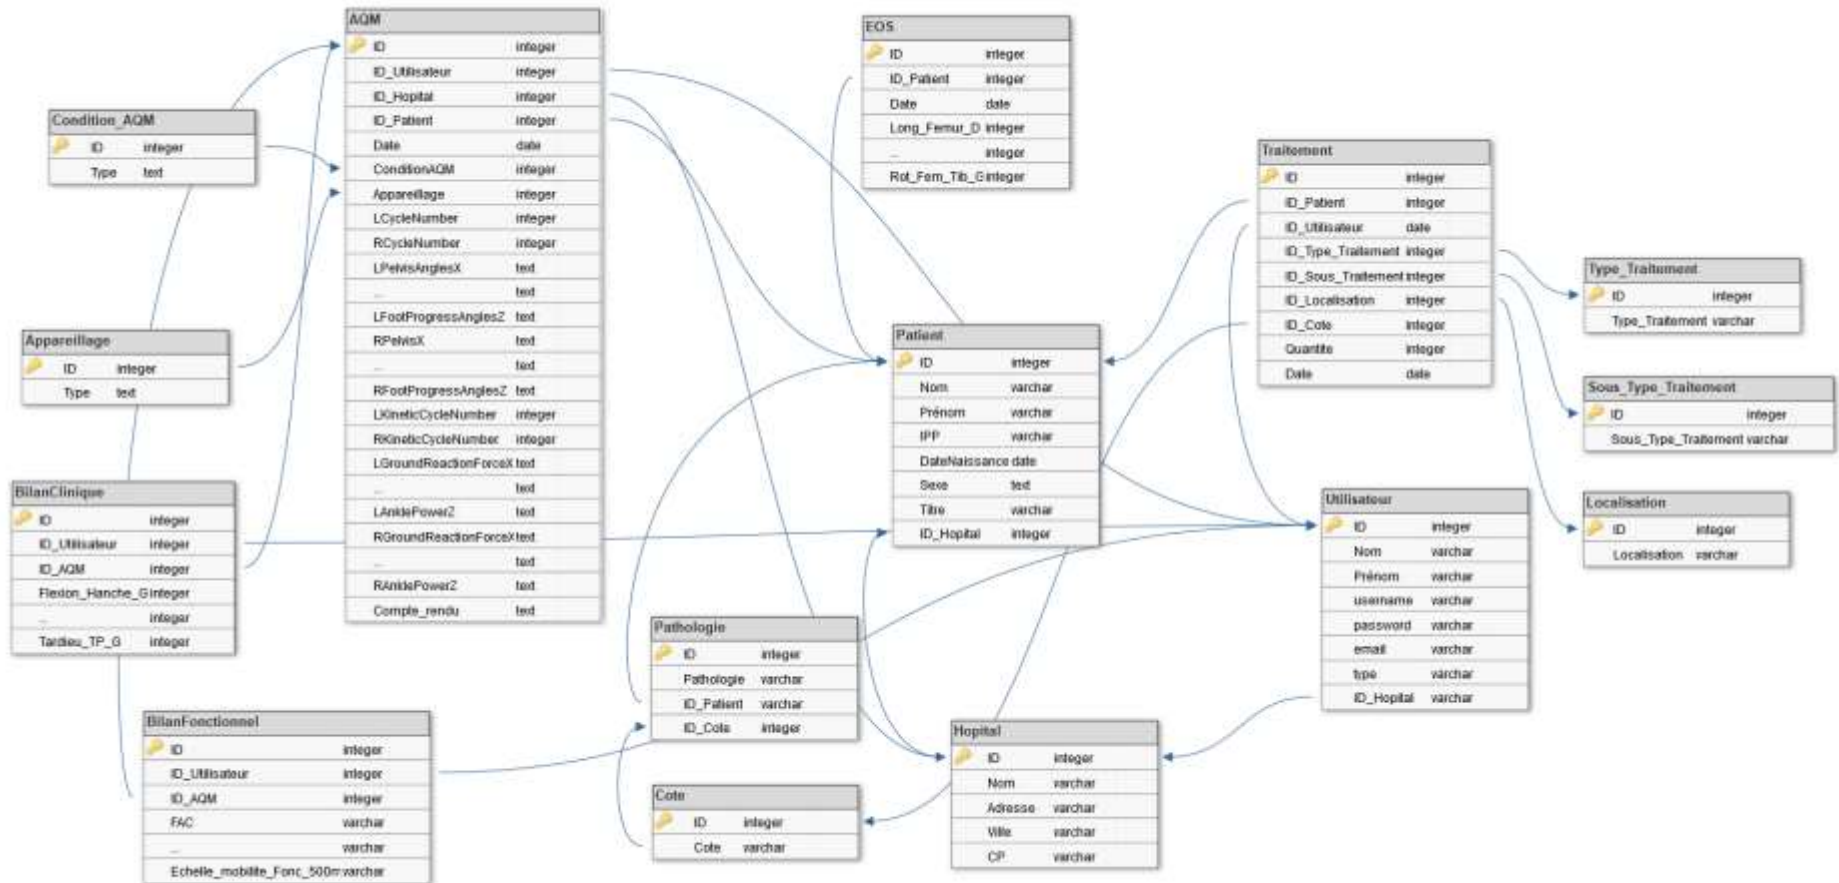 AQM
ID integer
ID_Utilisateur integer
ID_Hopital integer
ID_Patient integer
Date date
ConditionAQM integer
Appareillage integer
LCycleNumber integer
RCycleNumber integer
LPelvisAnglesX text
... text
LFootProgressAnglesZ text
RPelvisX text
... text
RFootProgressAnglesZ text
LKineticCycleNumber integer
RKineticCycleNumber integer
LGroundReactionForceX text
... text
LAnklePowerZ text
RGroundReactionForceX text
... text
RAnklePowerZ text
Compte_rendu text
EOS
ID integer
ID_Patient integer
Date date
Long_Femur_D integer
... integer
Rot_Fem_Tib_G integer
Condition_AQM
ID integer
Type text
Appareillage
ID integer
Type text
BilanClinique
ID integer
ID_Utilisateur integer
ID_AQM integer
Flexion_Hanche_G integer
... integer
Tardieu_TP_G integer
BilanFonctionnel
ID integer
ID_Utilisateur integer
ID_AQM integer
FAC varchar
... varchar
Echelle_mobilite_Fonc_500m varchar
Patient
ID integer
Nom varchar
Prénom varchar
IPP varchar
DateNaissance date
Sexe text
Titre varchar
ID_Hopital integer
Pathologie
ID integer
Pathologie varchar
ID_Patient varchar
ID_Cote integer
Cote
ID integer
Cote varchar
Hopital
ID integer
Nom varchar
Adresse varchar
Ville varchar
CP varchar
Traitement
ID integer
ID_Patient integer
ID_Utilisateur date
ID_Type_Traitement integer
ID_Sous_Traitement integer
ID_Localisation integer
ID_Cote integer
Quantite integer
Date date
Utilisateur
ID integer
Nom varchar
Prénom varchar
username varchar
password varchar
email varchar
type varchar
ID_Hopital varchar
Type_Traitement
ID integer
Type_Traitement varchar
Sous_Type_Traitement
ID integer
Sous_Type_Traitement varchar
Localisation
ID integer
Localisation varchar